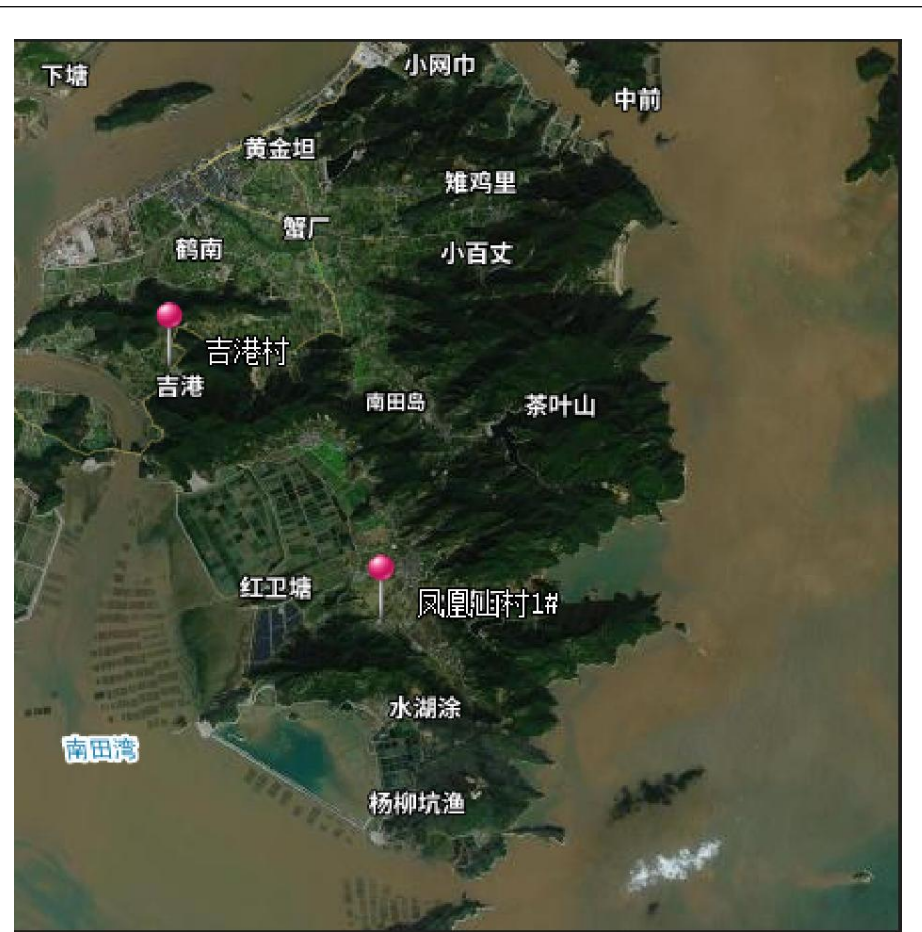 小网巾
下塘
中前
黄金坦
雉鸡里
蟹厂
鹤南
小百丈
吉港村
吉港
南田岛
茶叶山
红卫塘
凤凰仙村1#
水湖涂
南田湾
杨柳坑渔